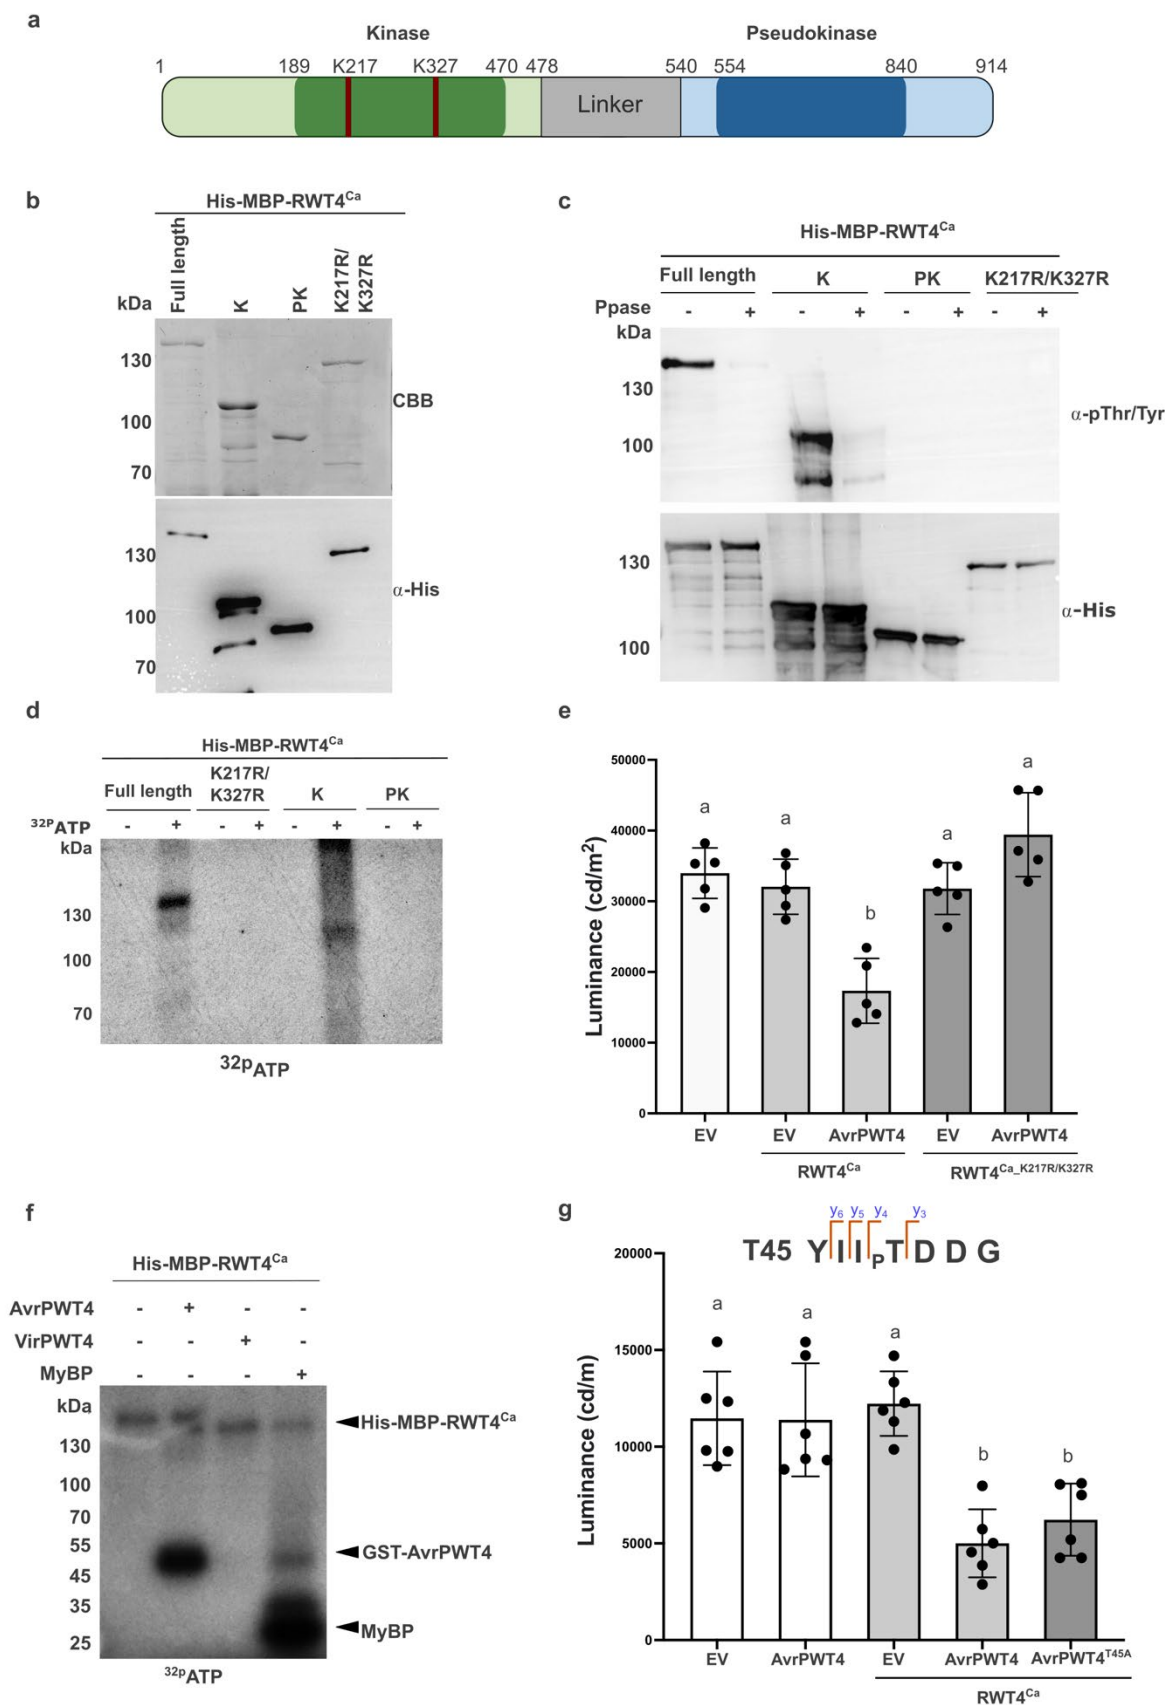 a
Kinase Pseudokinase
1 189 K217 K327 470 478 540 554 840 914
Linker
b
His-MBP-RWT4Ca
kDa Full length K PK K217R/ K327R
130
100
70
CBB
130
100
70
α-His
c
His-MBP-RWT4Ca
Full length K PK K217R/K327R
Ppase - + - + - + - +
kDa
130
100
α-pThr/Tyr
130
100
α-His
d
His-MBP-RWT4Ca
Full length K217R/ K327R K PK
32PATP - + - + - + - +
kDa
130
100
70
32pATP
e
Luminance (cd/m2)
50000
40000
30000
20000
10000
0
a a b a a
EV EV AvrPWT4 EV AvrPWT4
RWT4Ca RWT4Ca_K217R/K327R
f
His-MBP-RWT4Ca
AvrPWT4 - + - -
VirPWT4 - - + -
MyBP - - - +
kDa
130
100
70
55
45
35
25
His-MBP-RWT4Ca
GST-AvrPWT4
MyBP
32pATP
g
y6 y5 y4 y3
T45 YIIPTDDG
Luminance (cd/m)
20000
15000
10000
5000
0
a a a b b
EV AvrPWT4 EV AvrPWT4 AvrPWT4T45A
RWT4Ca